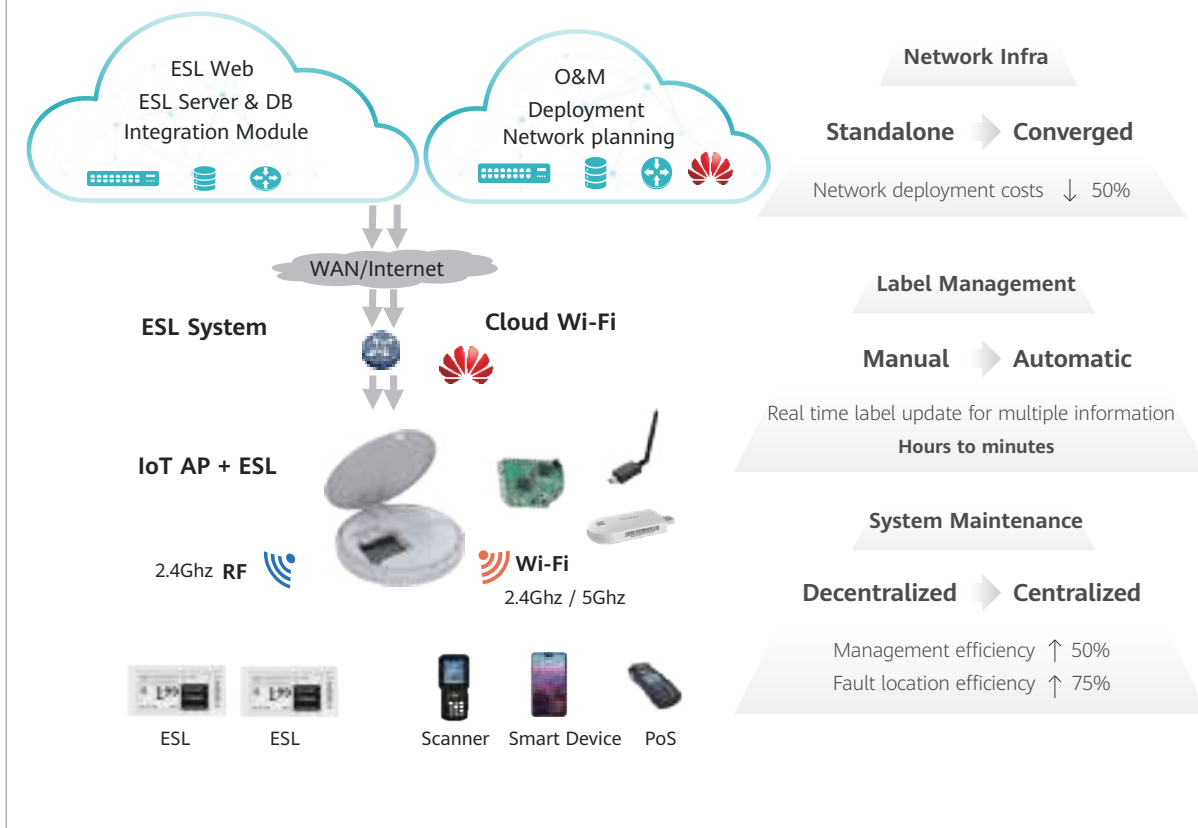 ESL Web
ESL Server & DB
Integration Module
O&M
Deployment
Network planning
WAN/Internet
ESL System
Cloud Wi-Fi
IoT AP + ESL
2.4Ghz RF
Wi-Fi
2.4Ghz / 5Ghz
ESL
ESL
Scanner
Smart Device
PoS
Network Infra
Standalone Converged
Network deployment costs ↓ 50%
Label Management
Manual Automatic
Real time label update for multiple information
Hours to minutes
System Maintenance
Decentralized Centralized
Management efficiency ↑ 50%
Fault location efficiency ↑ 75%